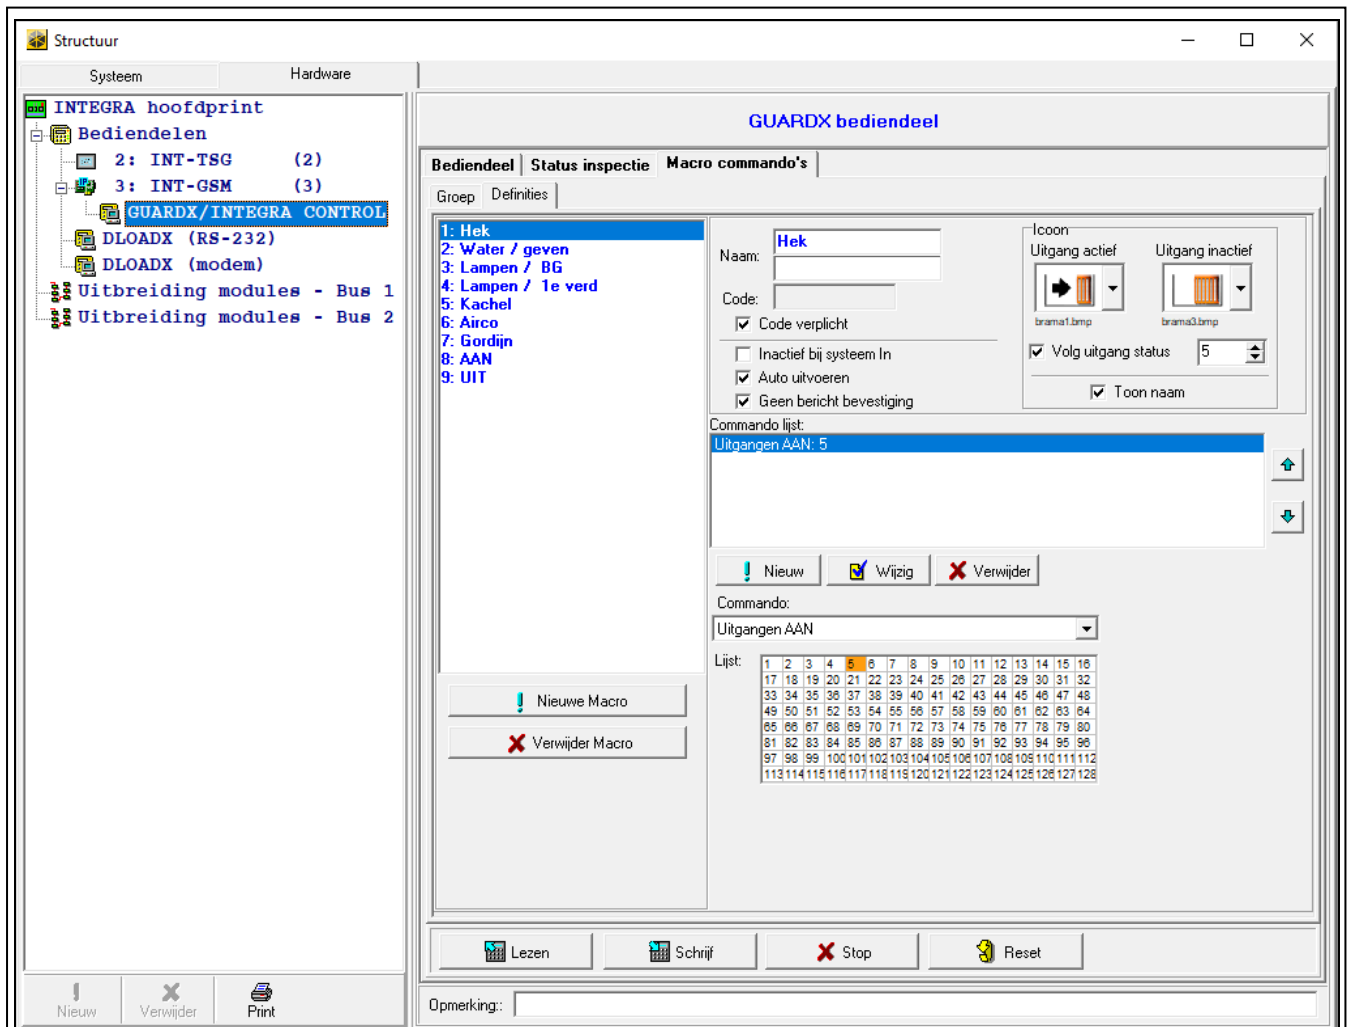 Structuur
Systeem Hardware
INTEGRA hoofdprint
Bediendelen
2: INT-TSG (2)
3: INT-GSM (3)
GUARDX/INTEGRA CONTROL
DLOADX (RS-232)
DLOADX (modem)
Uitbreiding modules - Bus 1
Uitbreiding modules - Bus 2
Nieuw Verwijder Print
GUARDX bediendeel
Bediendeel Status inspectie Macro commando's
Groep Definities
1: Hek
2: Water / geven
3: Lampen / BG
4: Lampen / 1e verd
5: Kachel
6: Airco
7: Gordijn
8: AAN
9: UIT
Nieuwe Macro
Verwijder Macro
Naam: Hek
Code:
Code verplicht
Inactief bij systeem In
Auto uitvoeren
Geen bericht bevestiging
Icoon
Uitgang actief Uitgang inactief
brama1.bmp brama3.bmp
Volg uitgang status 5
Toon naam
Commando lijst:
Uitgangen AAN: 5
Nieuw Wijzig Verwijder
Commando:
Uitgangen AAN
Lijst:
1 2 3 4 5 6 7 8 9 10 11 12 13 14 15 16
17 18 19 20 21 22 23 24 25 26 27 28 29 30 31 32
33 34 35 36 37 38 39 40 41 42 43 44 45 46 47 48
49 50 51 52 53 54 55 56 57 58 59 60 61 62 63 64
65 66 67 68 69 70 71 72 73 74 75 76 77 78 79 80
81 82 83 84 85 86 87 88 89 90 91 92 93 94 95 96
97 98 99 100 101 102 103 104 105 106 107 108 109 110 111 112
113 114 115 116 117 118 119 120 121 122 123 124 125 126 127 128
Lezen Schrijf Stop Reset
Opmerking::